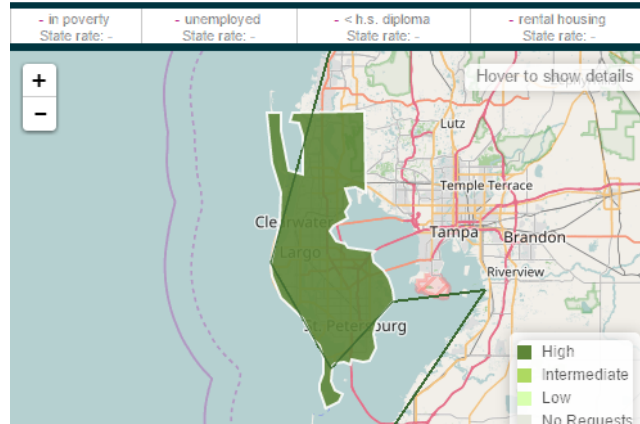 - in poverty
State rate: -
- unemployed
State rate: -
- < h.s. diploma
State rate: -
- rental housing
State rate: -
+
-
Hover to show details
Lutz
Temple Terrace
Clearwater
Tampa
Brandon
Largo
Riverview
St. Petersburg
High
Intermediate
Low
No Requests